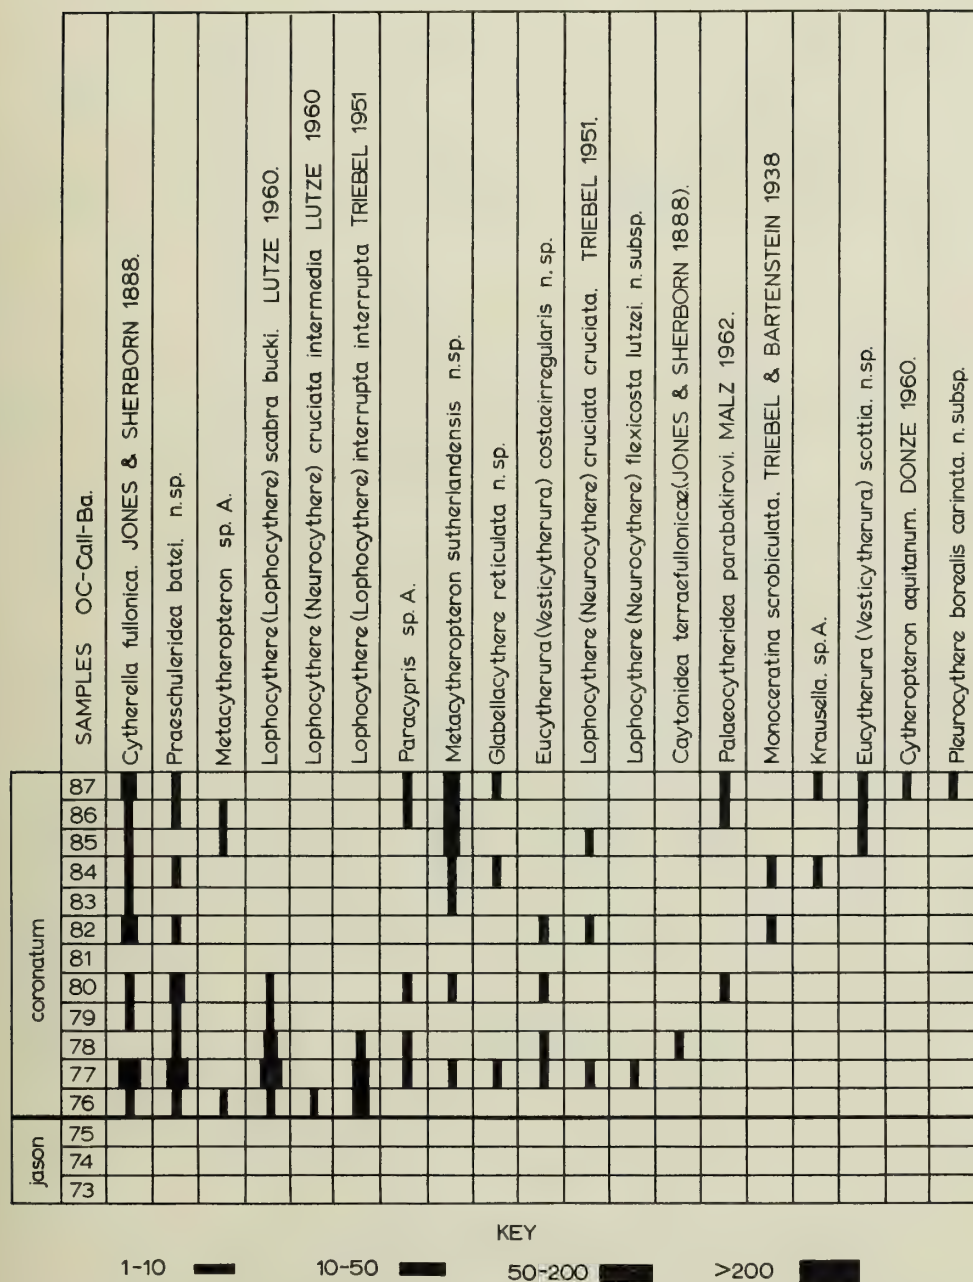 SAMPLES OC-Call-Ba.
Cytherella fullonica. JONES & SHERBORN 1888.
Praeschuleridea batei. n.sp.
Metacytheropteron sp. A.
Lophocythere (Lophocythere) scabra bucki. LUTZE 1960.
Lophocythere (Neurocythere) cruciata intermedia LUTZE 1960
Lophocythere (Lophocythere) interrupta interrupta TRIEBEL 1951
Paracypris sp. A.
Metacytheropteron sutherlandensis n.sp.
Glabellacythere reticulata n. sp.
Eucytherura (Vesticytherura) costaeirregularis n. sp.
Lophocythere (Neurocythere) cruciata cruciata. TRIEBEL 1951.
Lophocythere (Neurocythere) flexicosta lutzei. n. subsp.
Caytonidea terraefullonicae (JONES & SHERBORN 1888).
Palaeocytheridea parabakirovi. MALZ 1962.
Monoceratina scrobiculata. TRIEBEL & BARTENSTEIN 1938
Krausella. sp. A.
Eucytherura (Vesticytherura) scottia. n.sp.
Cytheropteron aquitanum. DONZE 1960.
Pleurocythere borealis carinata. n. subsp.
coronatum
87
86
85
84
83
82
81
80
79
78
77
76
jason
75
74
73
KEY
1-10 10-50 50-200 >200